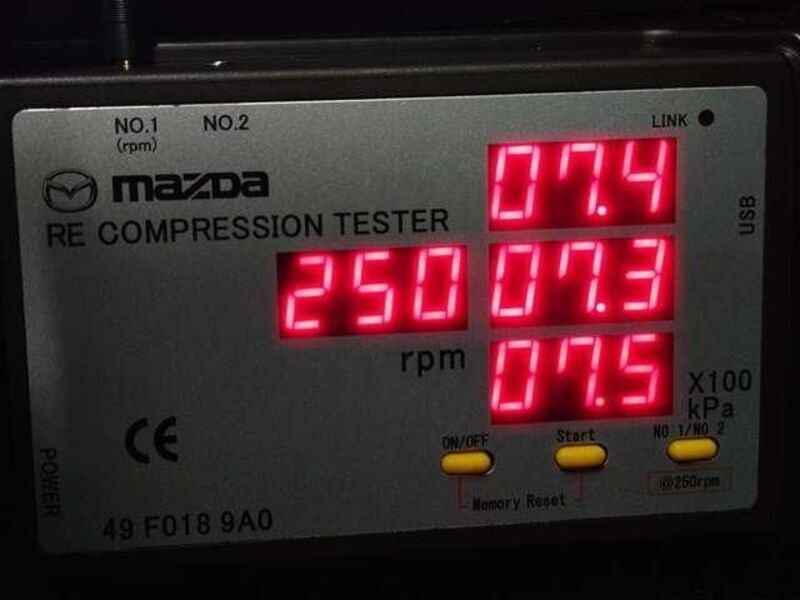 NO.1 NO.2
(rpm)
LINK
mazda
RE COMPRESSION TESTER
USB
07.4
250
07.3
rpm
07.5
X100
kPa
CE
ON/OFF
Start
NO 1/NO 2
Memory Reset
@250rpm
POWER
49 F018 9A0